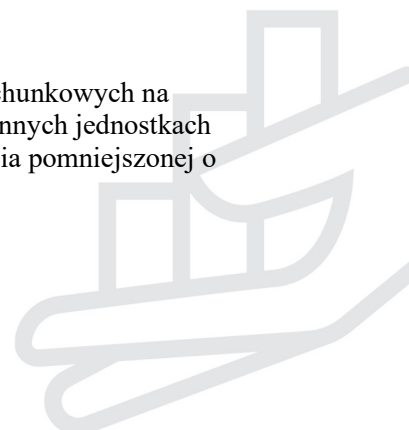 chunkowych na
nnych jednostkach
ia pomniejszonej o